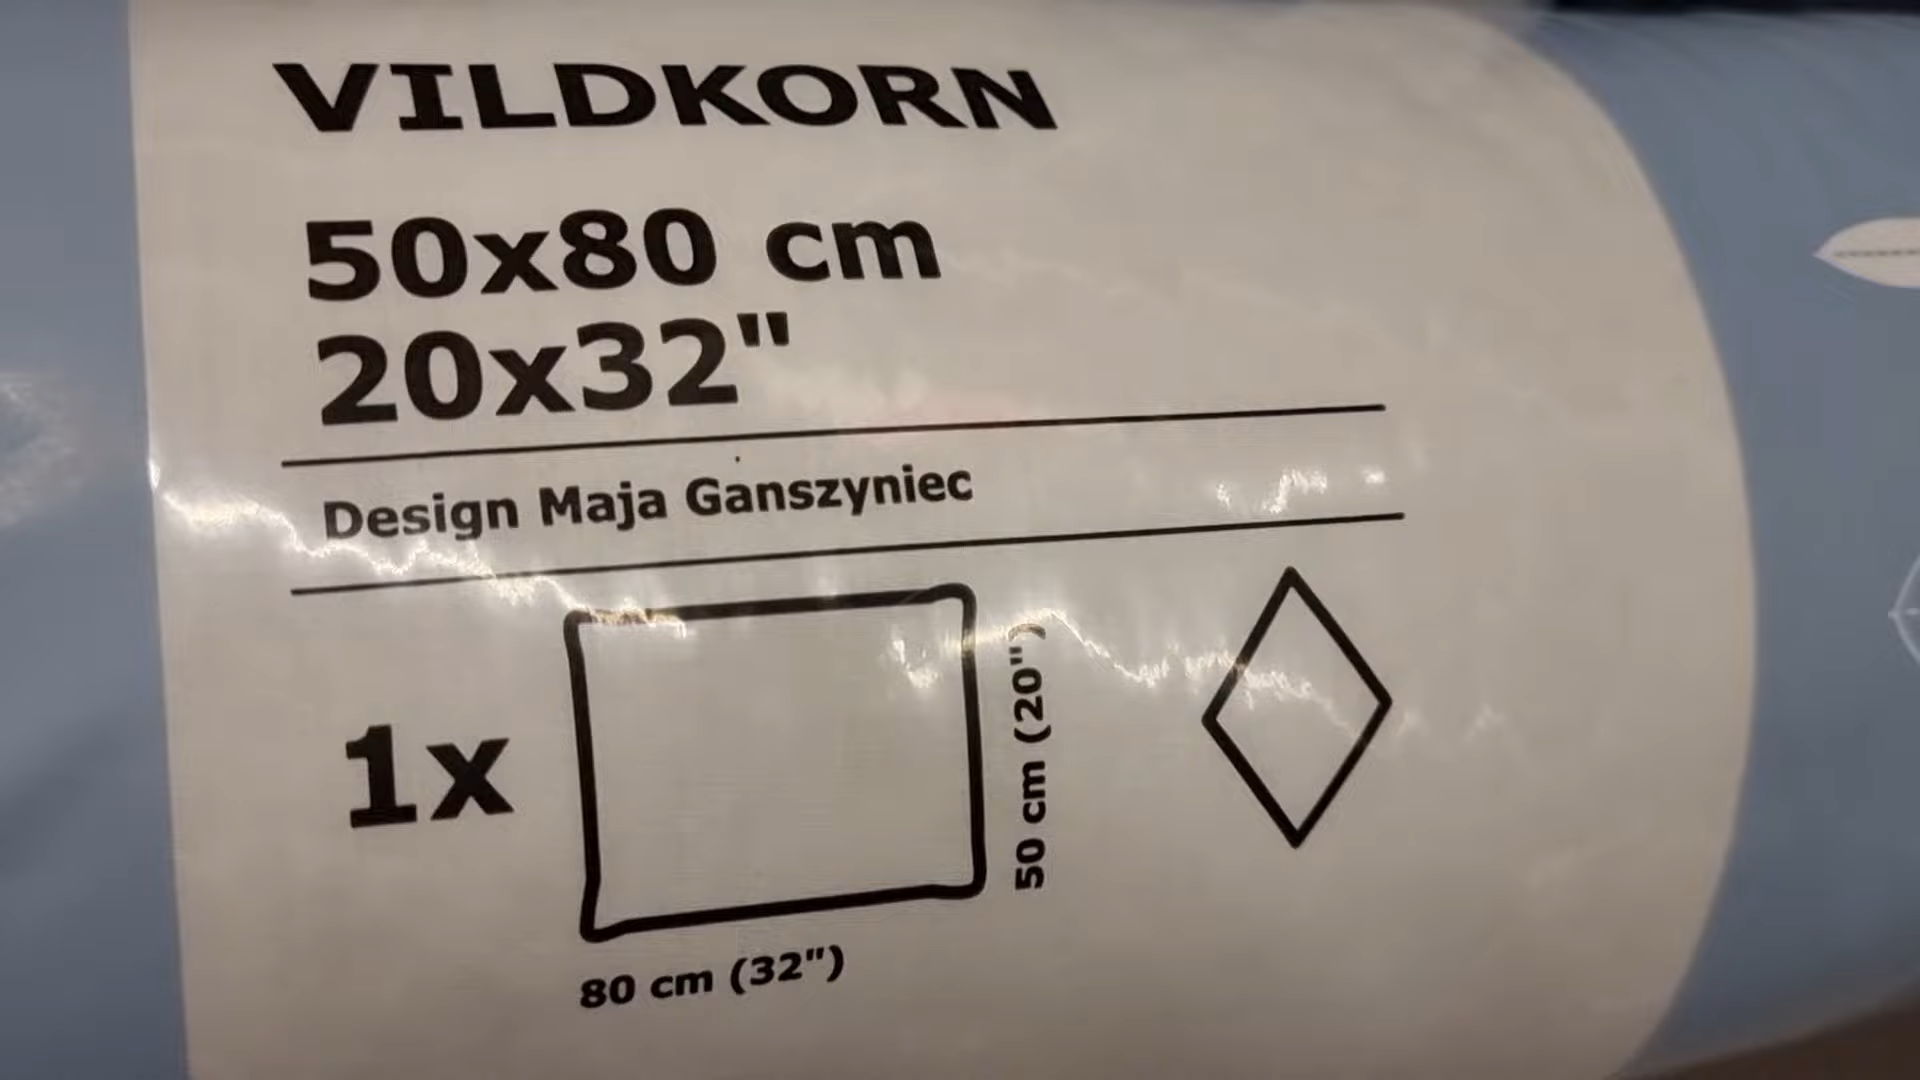 VILDKORN
50x80 cm
20x32"
Design Maja Ganszyniec
1x
50 cm (20")
80 cm (32")